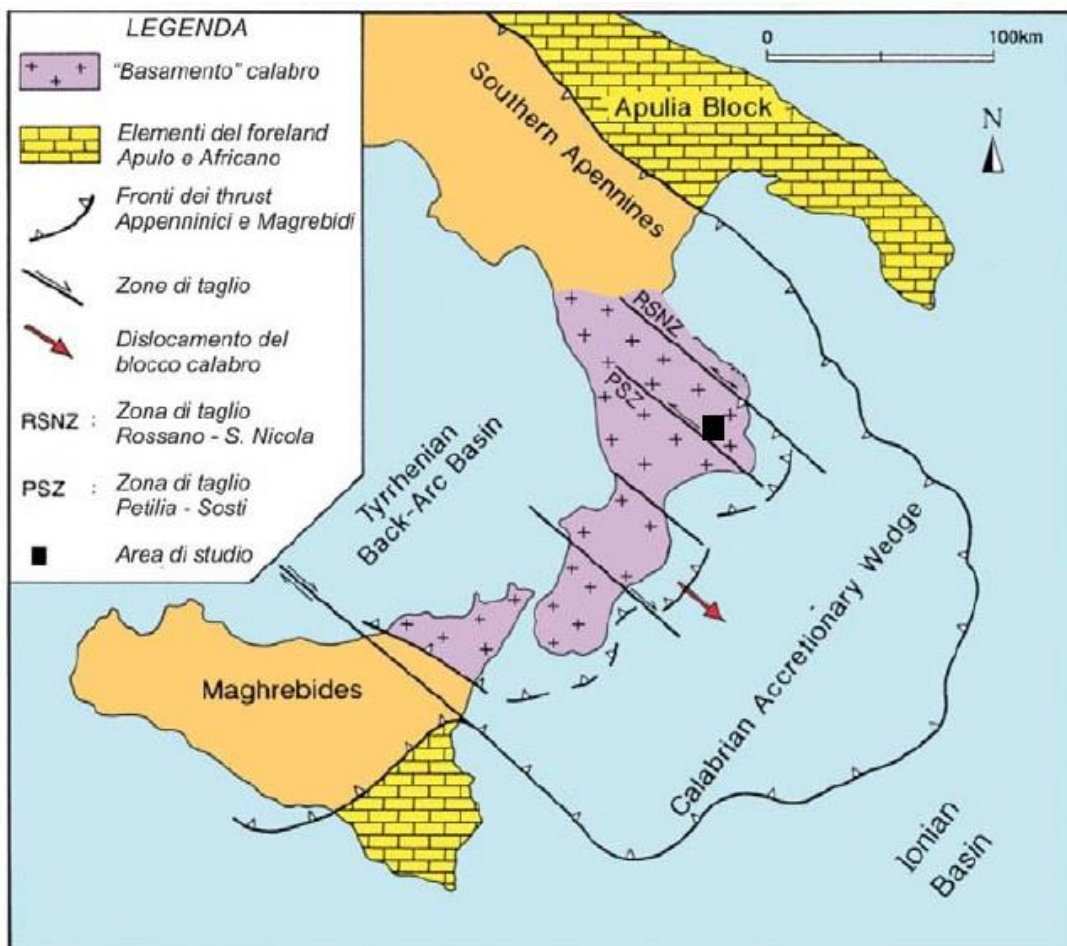 LEGENDA
"Basamento" calabro
Elementi del foreland
Apulo e Africano
Fronti dei thrust
Appenninici e Magrebidi
Zone di taglio
Dislocamento del
blocco calabro
RSNZ : Zona di taglio
Rossano - S. Nicola
PSZ : Zona di taglio
Petilia - Sosti
Area di studio
0 100km
N
Southern Apennines
Apulia Block
RSNZ
PSZ
Tyrrhenian
Back-Arc Basin
Maghrebides
Calabrian Accretionary Wedge
Ionian
Basin